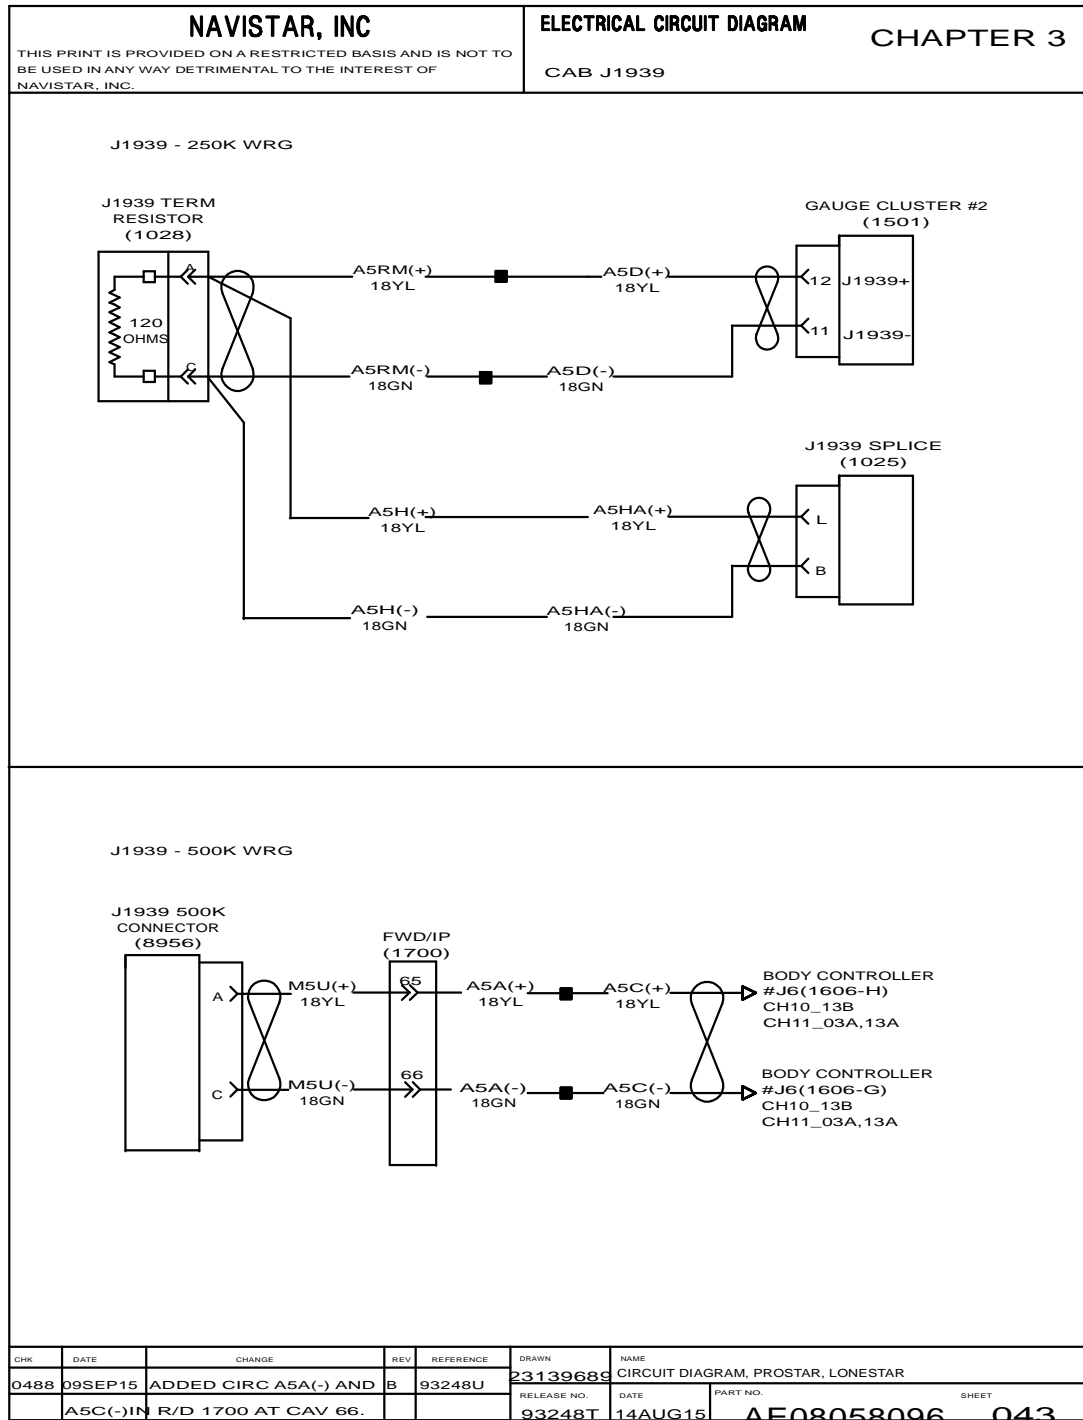 NAVISTAR, INC
THIS PRINT IS PROVIDED ON A RESTRICTED BASIS AND IS NOT TO
BE USED IN ANY WAY DETRIMENTAL TO THE INTEREST OF
NAVISTAR, INC.
ELECTRICAL CIRCUIT DIAGRAM
CHAPTER 3
CAB J1939
J1939 - 250K WRG
J1939 TERM
RESISTOR
(1028)
A
120
OHMS
C
A5RM(+)
18YL
A5D(+)
18YL
A5RM(-)
18GN
A5D(-)
18GN
GAUGE CLUSTER #2
(1501)
12 J1939+
11 J1939-
A5H(+)
18YL
A5HA(+)
18YL
A5H(-)
18GN
A5HA(-)
18GN
J1939 SPLICE
(1025)
L
B
J1939 - 500K WRG
J1939 500K
CONNECTOR
(8956)
A
C
M5U(+)
18YL
M5U(-)
18GN
FWD/IP
(1700)
65
66
A5A(+)
18YL
A5C(+)
18YL
A5A(-)
18GN
A5C(-)
18GN
BODY CONTROLLER
#J6(1606-H)
CH10_13B
CH11_03A,13A
BODY CONTROLLER
#J6(1606-G)
CH10_13B
CH11_03A,13A
CHK DATE CHANGE REV REFERENCE
0488 09SEP15 ADDED CIRC A5A(-) AND B 93248U
A5C(-)IN R/D 1700 AT CAV 66.
DRAWN
23139689
NAME
CIRCUIT DIAGRAM, PROSTAR, LONESTAR
RELEASE NO.
93248T
DATE
14AUG15
PART NO.
AE08058096
SHEET
043